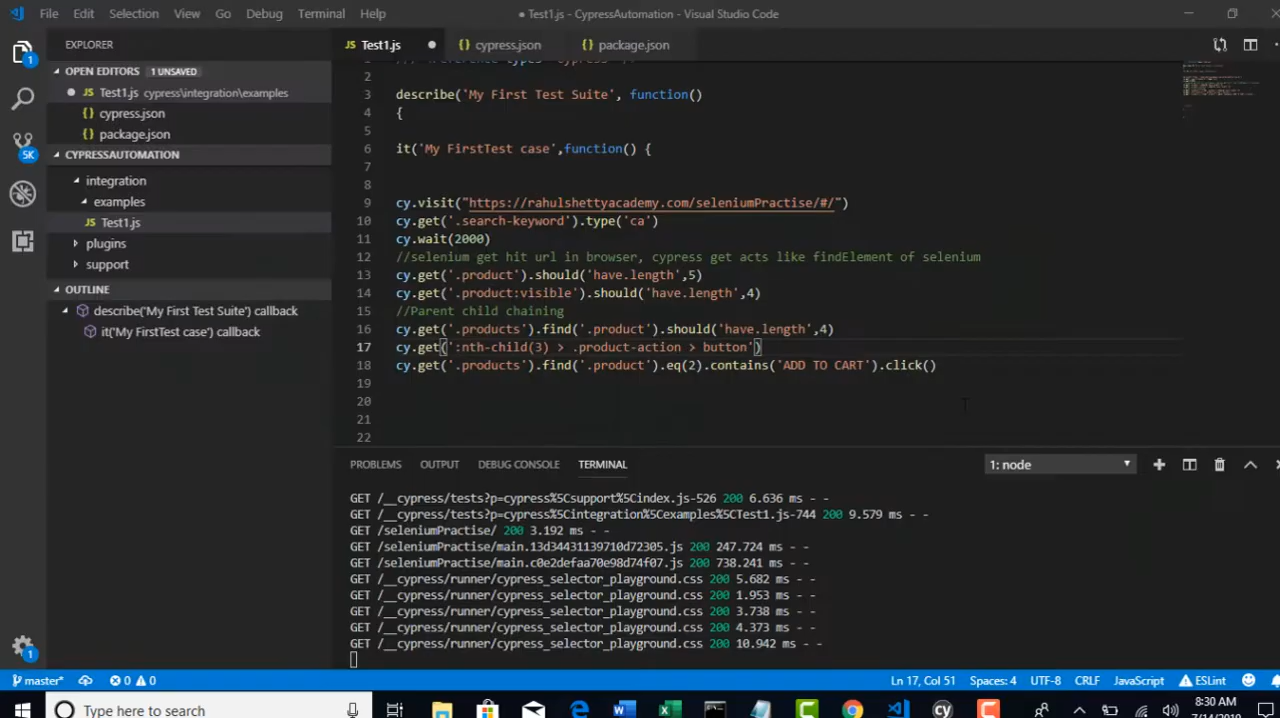 File Edit Selection View Go Debug Terminal Help
● Test1.js - CypressAutomation - Visual Studio Code
EXPLORER
JS Test1.js ●
{} cypress.json
{} package.json
OPEN EDITORS 1 UNSAVED
● JS Test1.js cypress\integration\examples
{} cypress.json
{} package.json
CYPRESSAUTOMATION
integration
examples
JS Test1.js
plugins
support
OUTLINE
describe('My First Test Suite') callback
it('My FirstTest case') callback
1
5K
1
2
3 describe('My First Test Suite', function()
4 {
5
6 it('My FirstTest case',function() {
7
8
9 cy.visit("https://rahulshettyacademy.com/seleniumPractise/#/")
10 cy.get('.search-keyword').type('ca')
11 cy.wait(2000)
12 //selenium get hit url in browser, cypress get acts like findElement of selenium
13 cy.get('.product').should('have.length',5)
14 cy.get('.product:visible').should('have.length',4)
15 //Parent child chaining
16 cy.get('.products').find('.product').should('have.length',4)
17 cy.get(':nth-child(3) > .product-action > button')
18 cy.get('.products').find('.product').eq(2).contains('ADD TO CART').click()
19
20
21
22
PROBLEMS OUTPUT DEBUG CONSOLE TERMINAL
1: node
GET /__cypress/tests?p=cypress%5Csupport%5Cindex.js-526 200 6.636 ms - -
GET /__cypress/tests?p=cypress%5Cintegration%5Cexamples%5CTest1.js-744 200 9.579 ms - -
GET /seleniumPractise/ 200 3.192 ms - -
GET /seleniumPractise/main.13d34431139710d72305.js 200 247.724 ms - -
GET /seleniumPractise/main.c0e2defaa70e98d74f07.js 200 738.241 ms - -
GET /__cypress/runner/cypress_selector_playground.css 200 5.682 ms - -
GET /__cypress/runner/cypress_selector_playground.css 200 1.953 ms - -
GET /__cypress/runner/cypress_selector_playground.css 200 3.738 ms - -
GET /__cypress/runner/cypress_selector_playground.css 200 4.373 ms - -
GET /__cypress/runner/cypress_selector_playground.css 200 10.942 ms - -
master*
0 0
Ln 17, Col 51 Spaces: 4 UTF-8 CRLF JavaScript ESLint
Type here to search
cy
8:30 AM